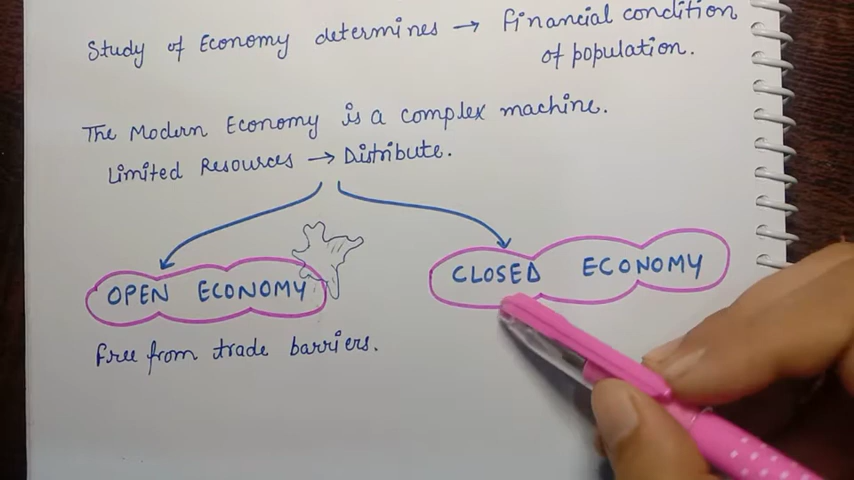 Study of Economy determines → financial condition
of population.
The Modern Economy is a complex machine.
Limited Resources → Distribute.
OPEN ECONOMY
CLOSED ECONOMY
free from trade barriers.